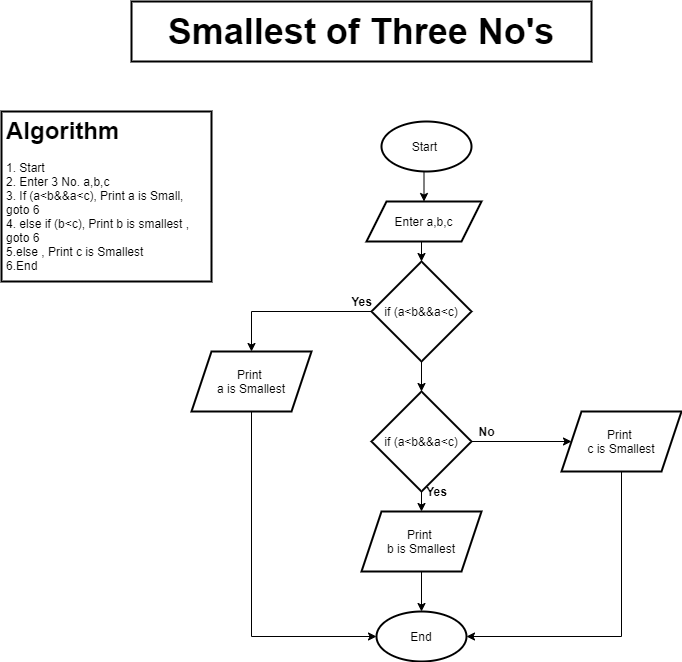 Smallest of Three No's
Algorithm
1. Start
2. Enter 3 No. a,b,c
3. If (a<b&&a<c), Print a is Small,
goto 6
4. else if (b<c), Print b is smallest ,
goto 6
5.else , Print c is Smallest
6.End
Start
Enter a,b,c
if (a<b&&a<c)
Yes
Print
a is Smallest
if (a<b&&a<c)
No
Print
c is Smallest
Yes
Print
b is Smallest
End